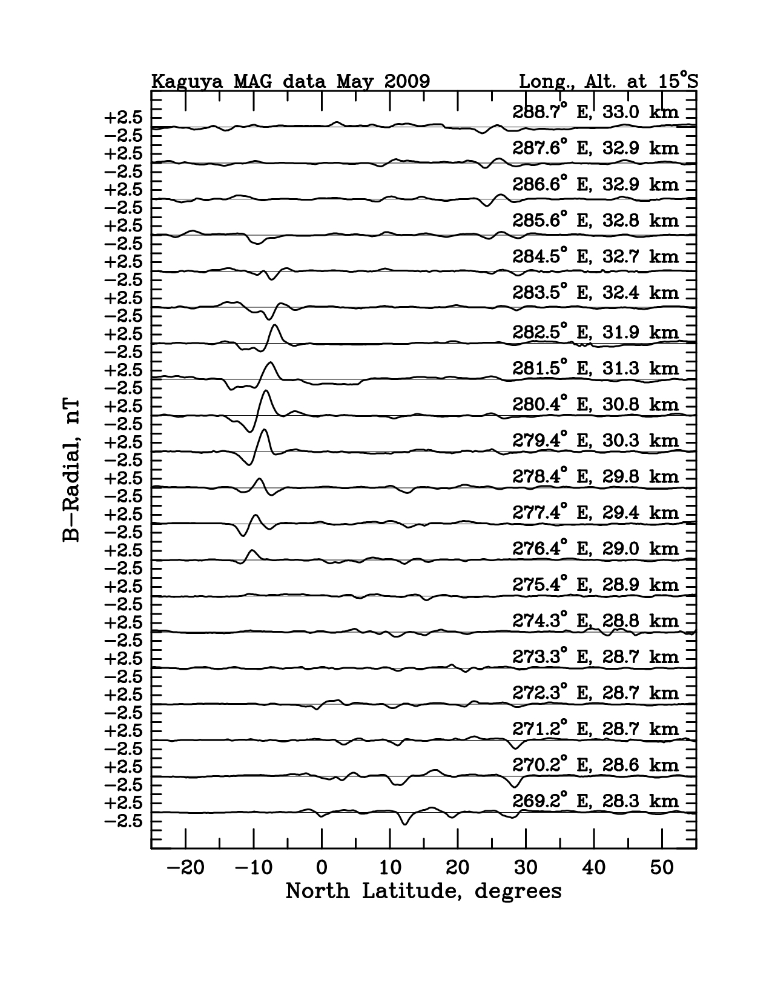 Kaguya MAG data May 2009 Long., Alt. at 15°S
288.7° E, 33.0 km
+2.5
−2.5
287.6° E, 32.9 km
+2.5
−2.5
286.6° E, 32.9 km
+2.5
−2.5
285.6° E, 32.8 km
+2.5
−2.5
284.5° E, 32.7 km
+2.5
−2.5
283.5° E, 32.4 km
+2.5
−2.5
282.5° E, 31.9 km
+2.5
−2.5
281.5° E, 31.3 km
+2.5
−2.5
280.4° E, 30.8 km
+2.5
−2.5
279.4° E, 30.3 km
+2.5
−2.5
278.4° E, 29.8 km
+2.5
−2.5
277.4° E, 29.4 km
+2.5
−2.5
276.4° E, 29.0 km
+2.5
−2.5
275.4° E, 28.9 km
+2.5
−2.5
274.3° E, 28.8 km
+2.5
−2.5
273.3° E, 28.7 km
+2.5
−2.5
272.3° E, 28.7 km
+2.5
−2.5
271.2° E, 28.7 km
+2.5
−2.5
270.2° E, 28.6 km
+2.5
−2.5
269.2° E, 28.3 km
+2.5
−2.5
B−Radial, nT
−20 −10 0 10 20 30 40 50
North Latitude, degrees